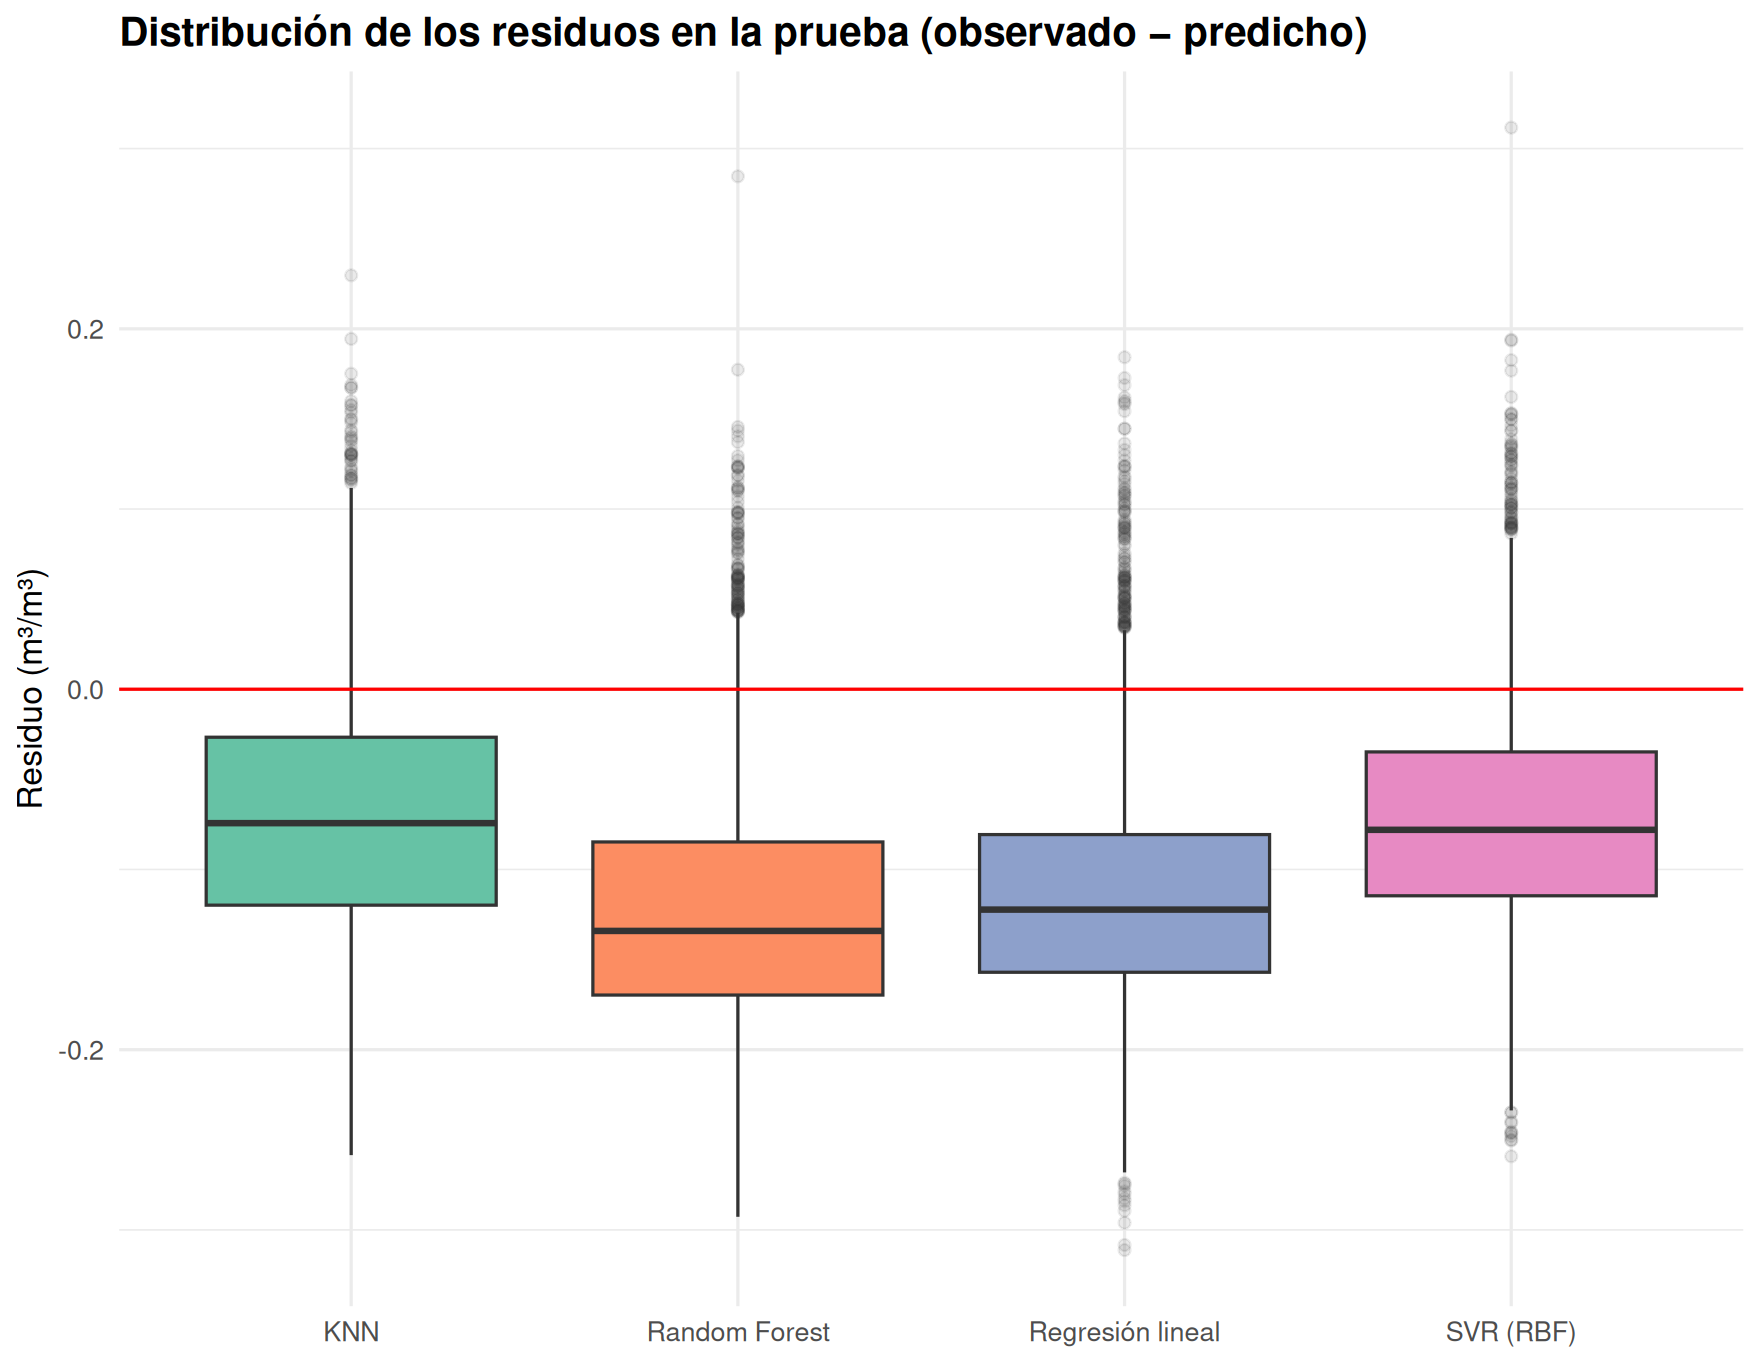 Distribución de los residuos en la prueba (observado − predicho)
Residuo (m³/m³)
0.2
0.0
-0.2
KNN
Random Forest
Regresión lineal
SVR (RBF)